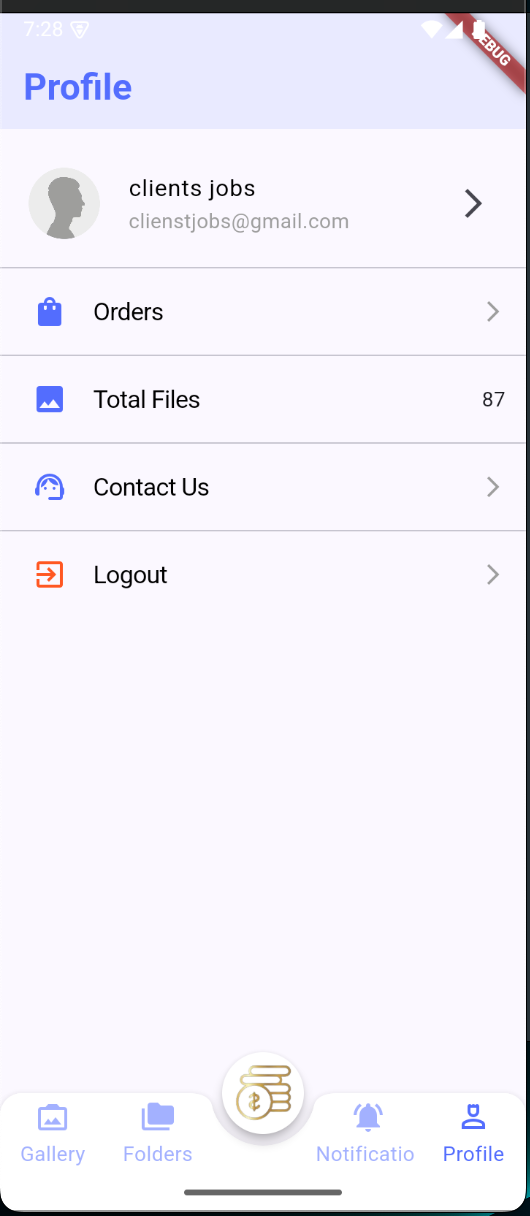 7:28
DEBUG
Profile
clients jobs
clienstjobs@gmail.com
Orders
Total Files 87
Contact Us
Logout
Gallery Folders Notificatio Profile